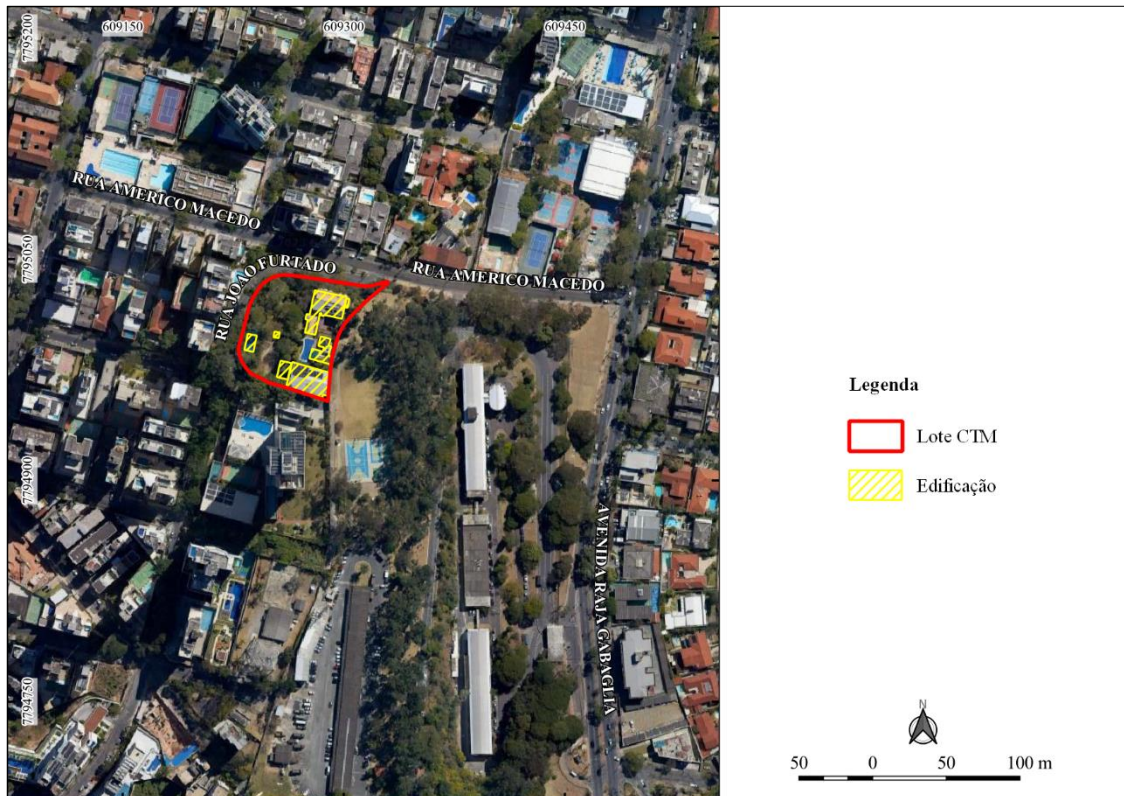 609150
609300
609450
7795200
RUA AMERICO MACEDO
7795050
RUA JOAO FURTADO
RUA AMERICO MACEDO
Legenda
Lote CTM
7794900
Edificação
AVENIDA RAJA GABAGLIA
7794750
N
50 0 50 100 m